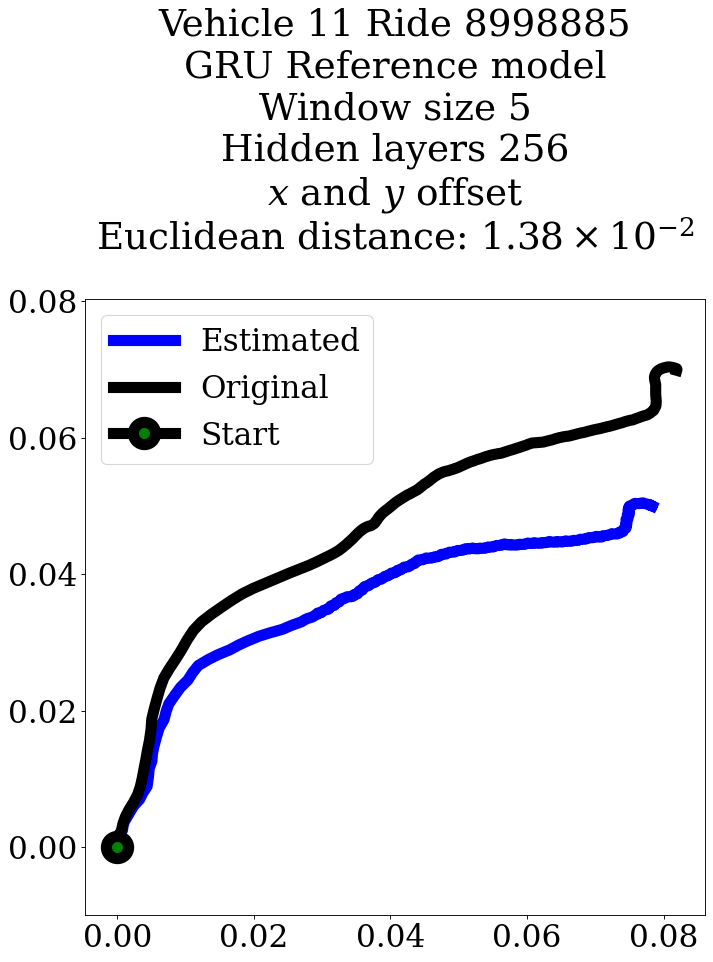 Vehicle 11 Ride 8998885
GRU Reference model
Window size 5
Hidden layers 256
x and y offset
Euclidean distance: 1.38 × 10⁻²
0.08
Estimated
Original
Start
0.06
0.04
0.02
0.00
0.00 0.02 0.04 0.06 0.08